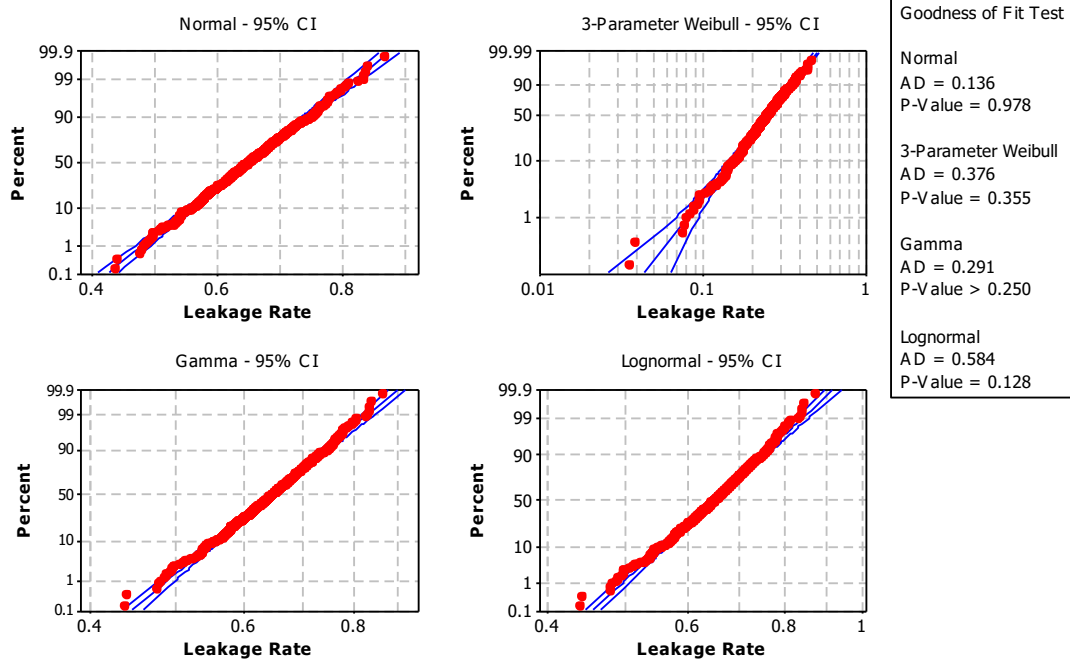 Normal - 95% CI
99.9
99
90
50
10
1
0.1
Percent
0.4
0.6
0.8
Leakage Rate
3-Parameter Weibull - 95% CI
99.99
90
50
10
1
Percent
0.01
0.1
1
Leakage Rate
Goodness of Fit Test
Normal
AD = 0.136
P-Value = 0.978
3-Parameter Weibull
AD = 0.376
P-Value = 0.355
Gamma
AD = 0.291
P-Value > 0.250
Lognormal
AD = 0.584
P-Value = 0.128
Gamma - 95% CI
99.9
99
90
50
10
1
0.1
Percent
0.4
0.6
0.8
Leakage Rate
Lognormal - 95% CI
99.9
99
90
50
10
1
0.1
Percent
0.4
0.6
0.8
1
Leakage Rate